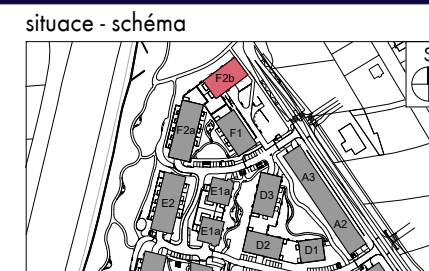 situace - schéma
S
F2b
F2a
F1
A3
E1a
D3
E2
A2
E1a
D2
D1